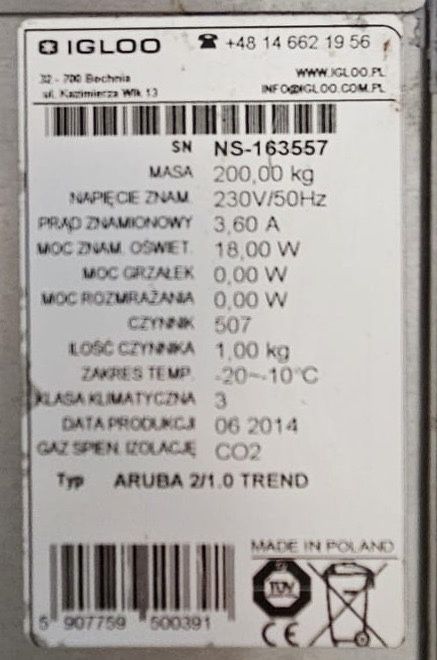 IGLOO ☎ +48 14 662 19 56
32 - 700 Bochnia WWW.IGLOO.PL
ul. Kazimierza Wlk 13 INFO@IGLOO.COM.PL
SN NS-163557
MASA 200,00 kg
NAPIĘCIE ZNAM. 230V/50Hz
PRĄD ZNAMIONOWY 3,60 A
MOC ZNAM. OŚWIET. 18,00 W
MOC GRZAŁEK 0,00 W
MOC ROZMRAŻANIA 0,00 W
CZYNNIK 507
ILOŚĆ CZYNNIKA 1,00 kg
ZAKRES TEMP. -20~-10°C
KLASA KLIMATYCZNA 3
DATA PRODUKCJI 06 2014
GAZ SPIEN. IZOLACJĘ CO2
Typ ARUBA 2/1.0 TREND
MADE IN POLAND
TÜV
5 907759 500391
CE